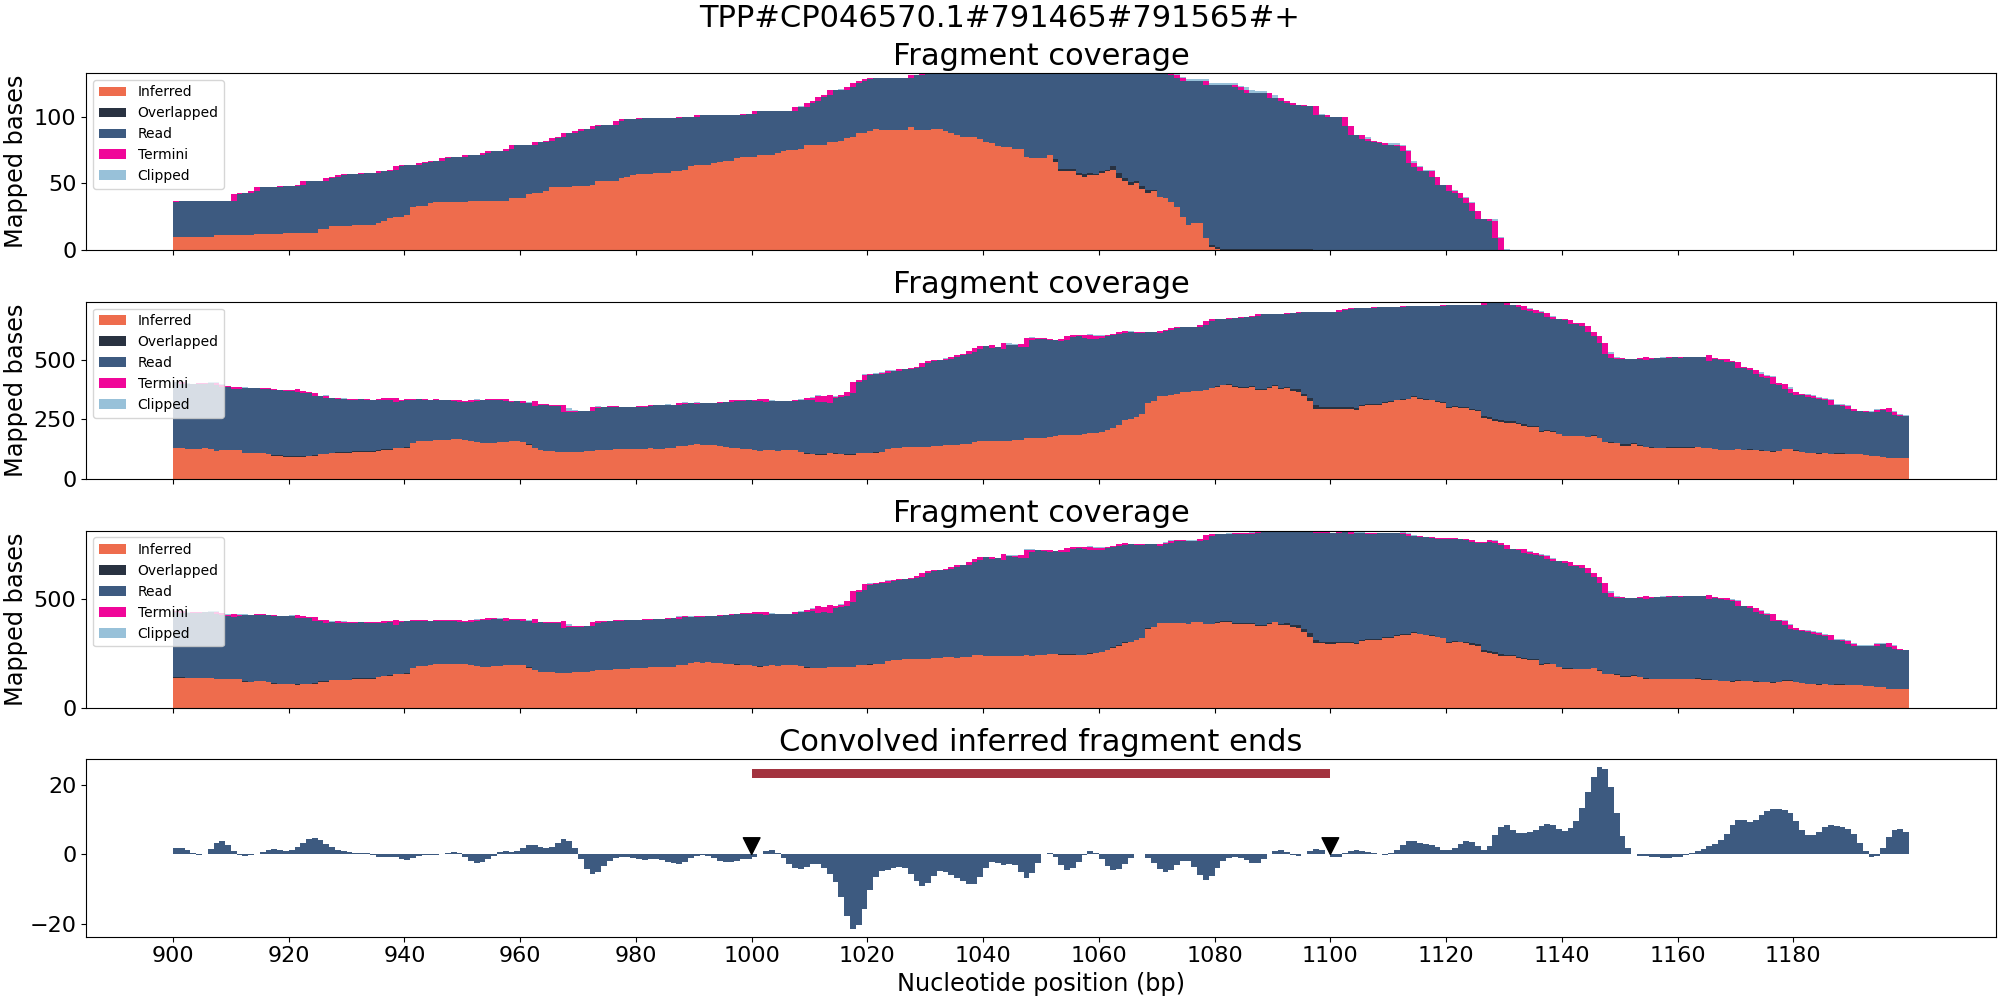 TPP#CP046570.1#791465#791565#+
Fragment coverage
Mapped bases
100
50
0
Inferred
Overlapped
Read
Termini
Clipped
Fragment coverage
Mapped bases
500
250
0
Inferred
Overlapped
Read
Termini
Clipped
Fragment coverage
Mapped bases
500
0
Inferred
Overlapped
Read
Termini
Clipped
Convolved inferred fragment ends
20
0
−20
900 920 940 960 980 1000 1020 1040 1060 1080 1100 1120 1140 1160 1180
Nucleotide position (bp)